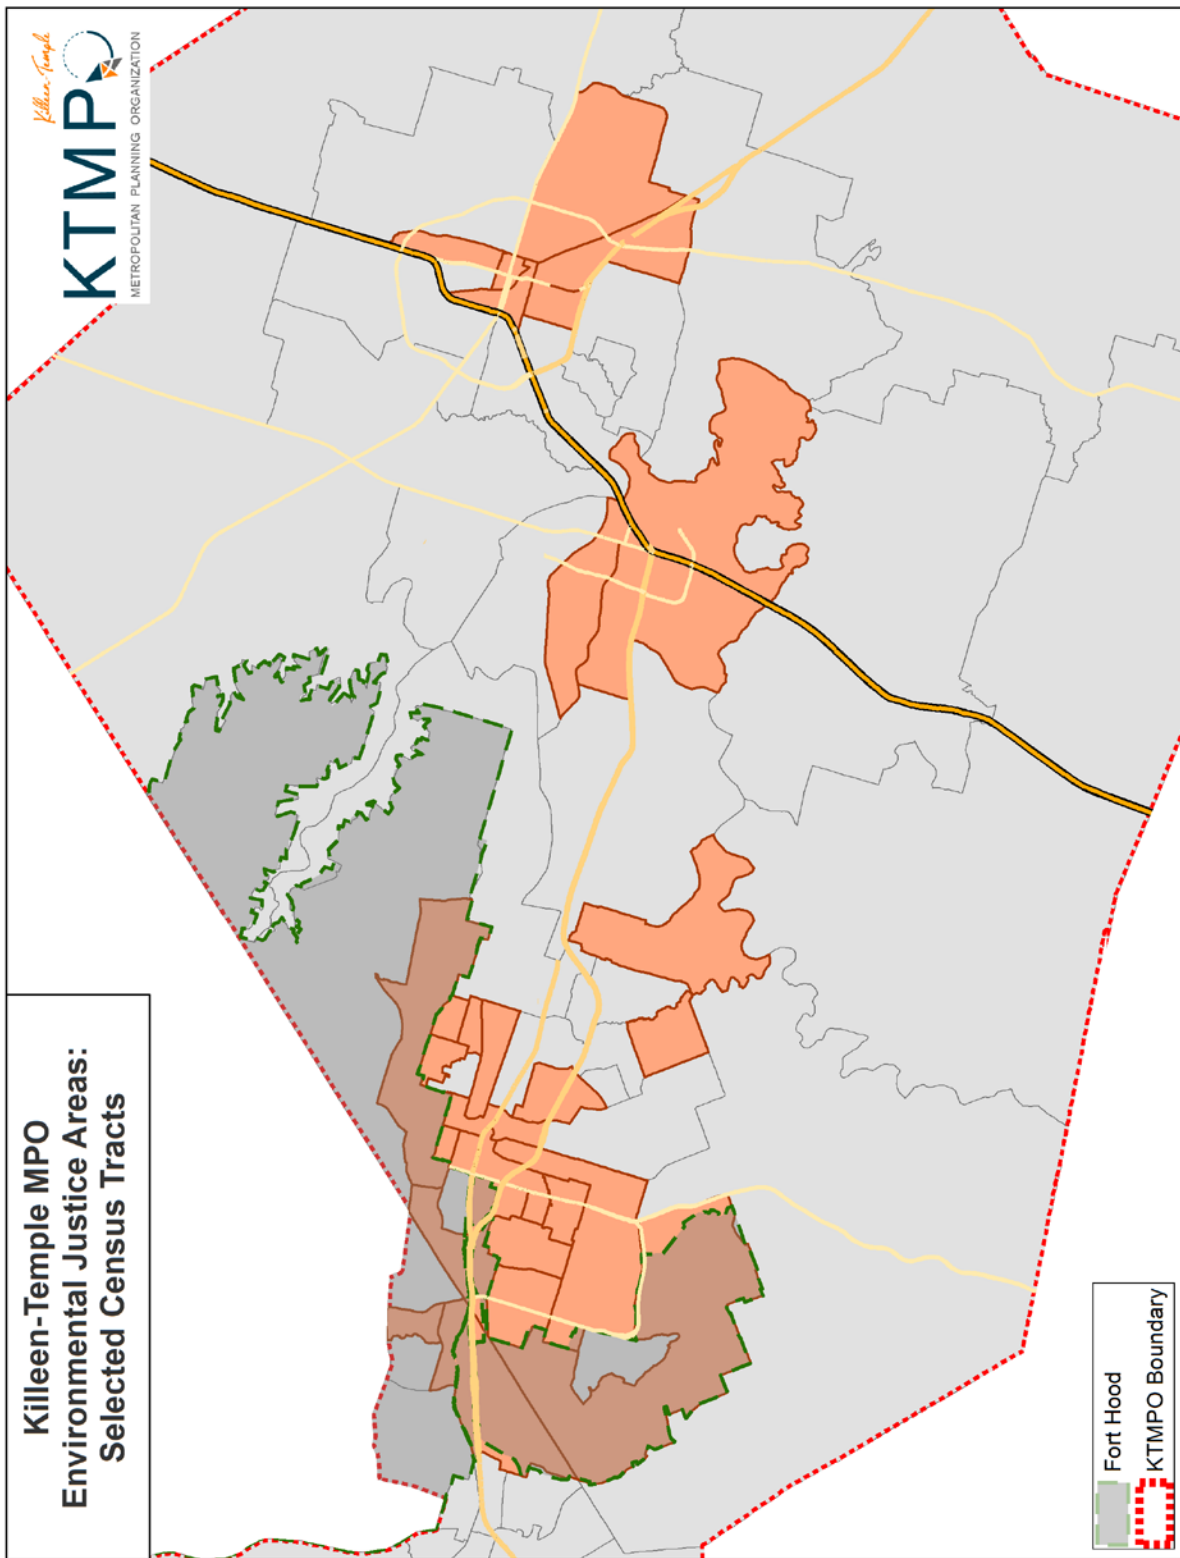 Killeen-Temple MPO
Environmental Justice Areas:
Selected Census Tracts
Killeen-Temple
KTMPO
METROPOLITAN PLANNING ORGANIZATION
Fort Hood
KTMPO Boundary